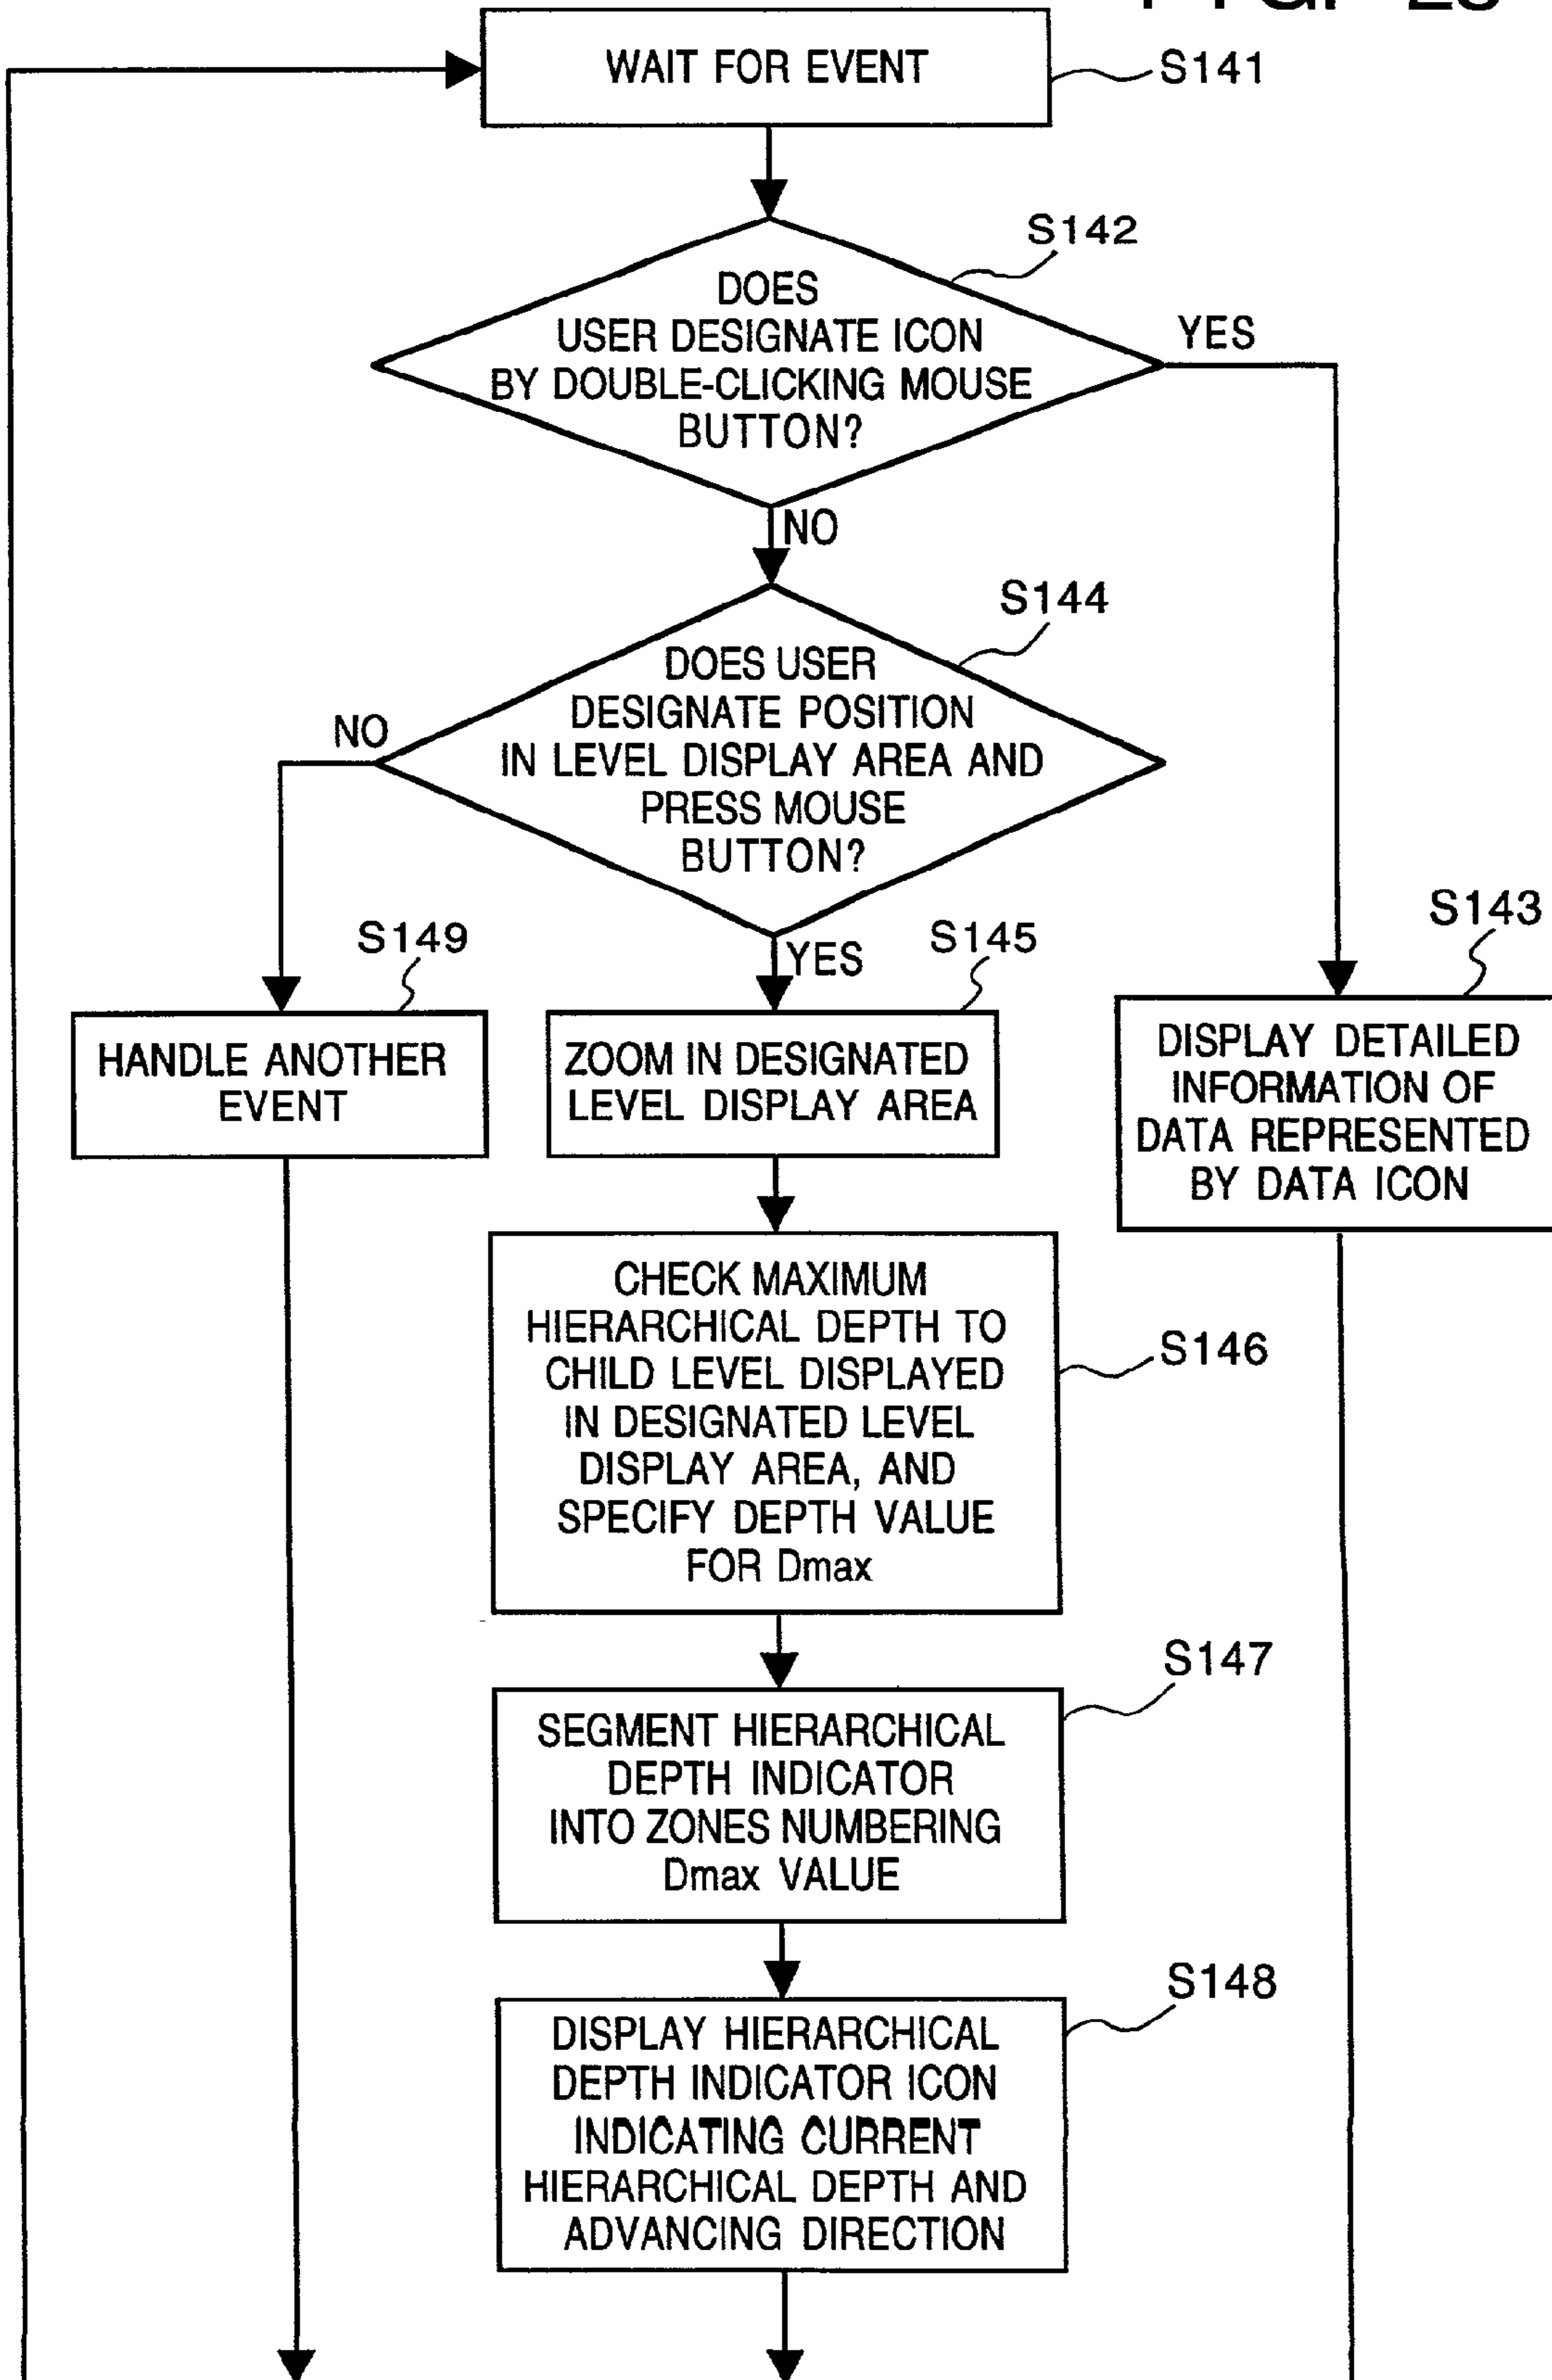 WAIT FOR EVENT
S141
S142
DOES
USER DESIGNATE ICON
BY DOUBLE-CLICKING MOUSE
BUTTON?
YES
NO
S144
DOES USER
DESIGNATE POSITION
IN LEVEL DISPLAY AREA AND
PRESS MOUSE
BUTTON?
NO
YES
S149
HANDLE ANOTHER
EVENT
S145
ZOOM IN DESIGNATED
LEVEL DISPLAY AREA
S143
DISPLAY DETAILED
INFORMATION OF
DATA REPRESENTED
BY DATA ICON
CHECK MAXIMUM
HIERARCHICAL DEPTH TO
CHILD LEVEL DISPLAYED
IN DESIGNATED LEVEL
DISPLAY AREA, AND
SPECIFY DEPTH VALUE
FOR Dmax
S146
S147
SEGMENT HIERARCHICAL
DEPTH INDICATOR
INTO ZONES NUMBERING
Dmax VALUE
S148
DISPLAY HIERARCHICAL
DEPTH INDICATOR ICON
INDICATING CURRENT
HIERARCHICAL DEPTH AND
ADVANCING DIRECTION